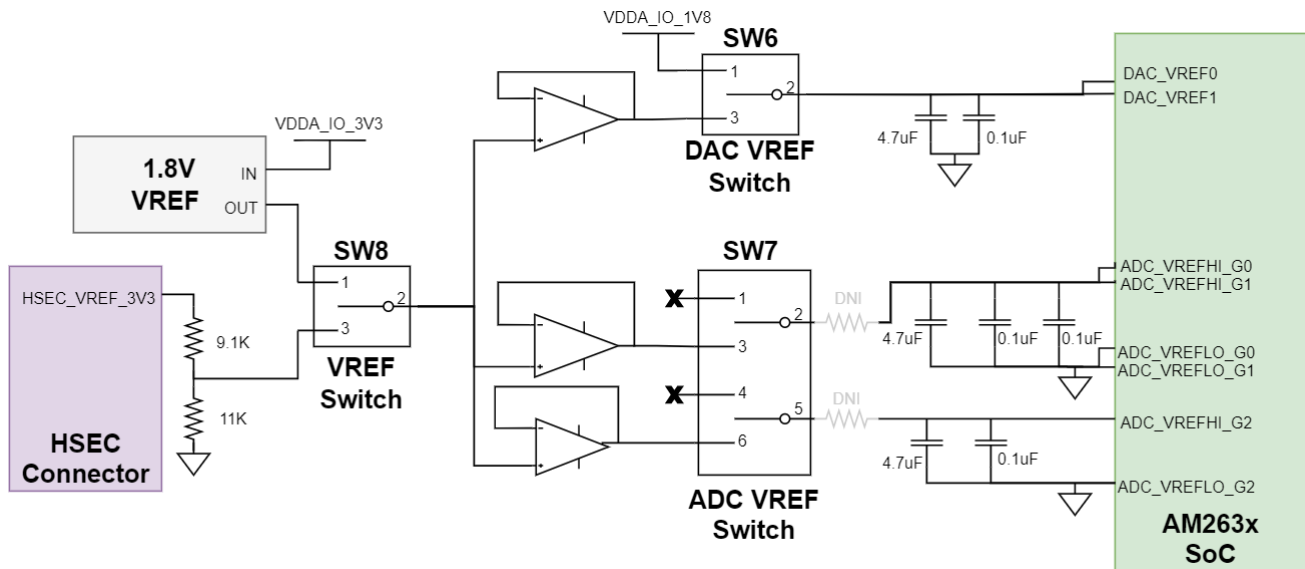 VDDA_IO_1V8
SW6
1
2
3
DAC VREF
Switch
DAC_VREF0
DAC_VREF1
4.7uF
0.1uF
VDDA_IO_3V3
1.8V
VREF
IN
OUT
-
+
SW8
1
2
3
VREF
Switch
HSEC_VREF_3V3
9.1K
11K
HSEC
Connector
-
+
-
+
SW7
X
1
2
3
X
4
5
6
ADC VREF
Switch
DNI
DNI
4.7uF
0.1uF
0.1uF
4.7uF
0.1uF
ADC_VREFHI_G0
ADC_VREFHI_G1
ADC_VREFLO_G0
ADC_VREFLO_G1
ADC_VREFHI_G2
ADC_VREFLO_G2
AM263x
SoC